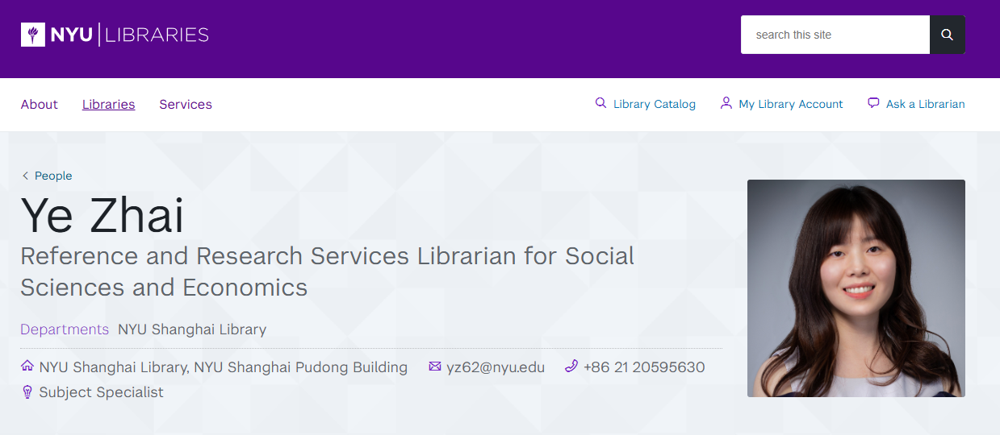 NYU LIBRARIES
search this site
About Libraries Services
Library Catalog My Library Account Ask a Librarian
People
Ye Zhai
Reference and Research Services Librarian for Social
Sciences and Economics
Departments NYU Shanghai Library
NYU Shanghai Library, NYU Shanghai Pudong Building yz62@nyu.edu +86 21 20595630
Subject Specialist